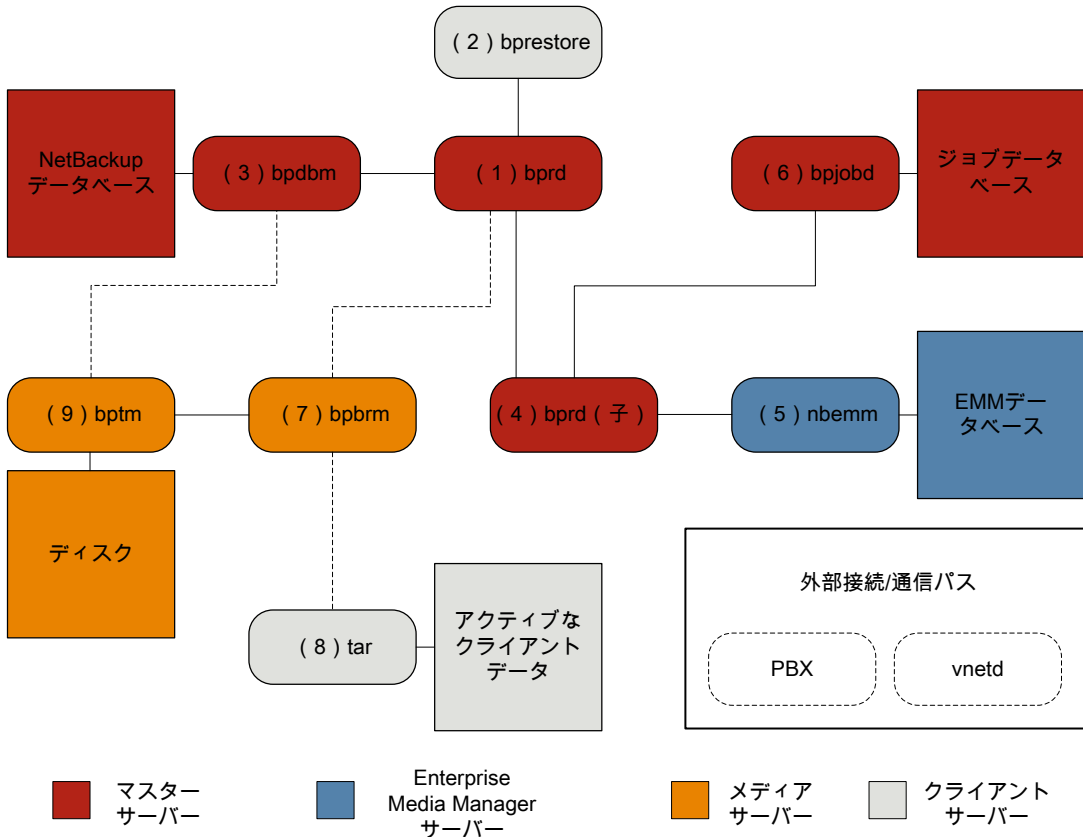 ( 2 ) bprestore
NetBackup
データベース
( 3 ) bpdbm
( 1 ) bprd
( 6 ) bpjobd
ジョブデータ
ベース
( 9 ) bptm
( 7 ) bpbrm
( 4 ) bprd ( 子 )
( 5 ) nbemm
EMMデー
タベース
ディスク
( 8 ) tar
アクティブな
クライアント
データ
外部接続/通信パス
PBX
vnetd
マスター
サーバー
Enterprise
Media Manager
サーバー
メディア
サーバー
クライアント
サーバー